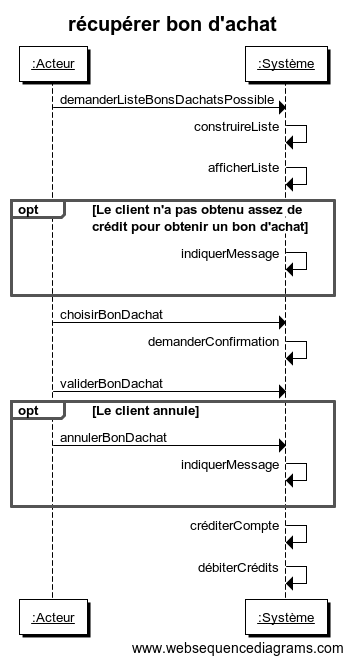 récupérer bon d'achat
:Acteur
:Système
demanderListeBonsDachatsPossible
construireListe
afficherListe
opt
[Le client n'a pas obtenu assez de
crédit pour obtenir un bon d'achat]
indiquerMessage
choisirBonDachat
demanderConfirmation
validerBonDachat
opt
[Le client annule]
annulerBonDachat
indiquerMessage
créditerCompte
débiterCrédits
:Acteur
:Système
www.websequencediagrams.com